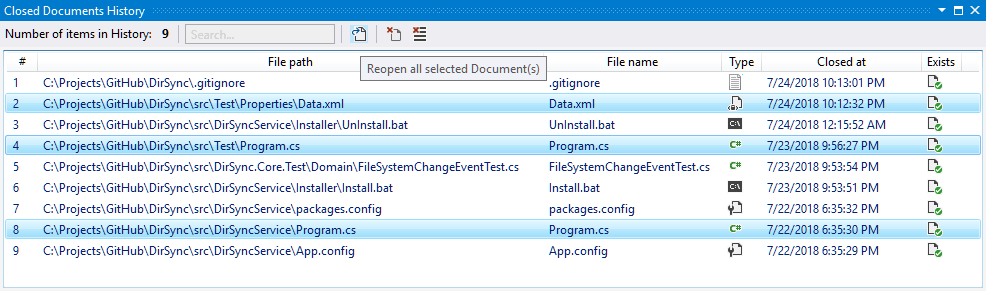 Closed Documents History
Number of items in History: 9 Search...
# File path File name Type Closed at Exists
Reopen all selected Document(s)
1 C:\Projects\GitHub\DirSync\.gitignore .gitignore 7/24/2018 10:13:01 PM
2 C:\Projects\GitHub\DirSync\src\Test\Properties\Data.xml Data.xml 7/24/2018 10:12:32 PM
3 C:\Projects\GitHub\DirSync\src\DirSyncService\Installer\UnInstall.bat UnInstall.bat C:\ 7/24/2018 12:15:52 AM
4 C:\Projects\GitHub\DirSync\src\Test\Program.cs Program.cs C# 7/23/2018 9:56:27 PM
5 C:\Projects\GitHub\DirSync\src\DirSync.Core.Test\Domain\FileSystemChangeEventTest.cs FileSystemChangeEventTest.cs C# 7/23/2018 9:53:54 PM
6 C:\Projects\GitHub\DirSync\src\DirSyncService\Installer\Install.bat Install.bat C:\ 7/23/2018 9:53:51 PM
7 C:\Projects\GitHub\DirSync\src\DirSyncService\packages.config packages.config 7/22/2018 6:35:32 PM
8 C:\Projects\GitHub\DirSync\src\DirSyncService\Program.cs Program.cs C# 7/22/2018 6:35:30 PM
9 C:\Projects\GitHub\DirSync\src\DirSyncService\App.config App.config 7/22/2018 6:35:29 PM